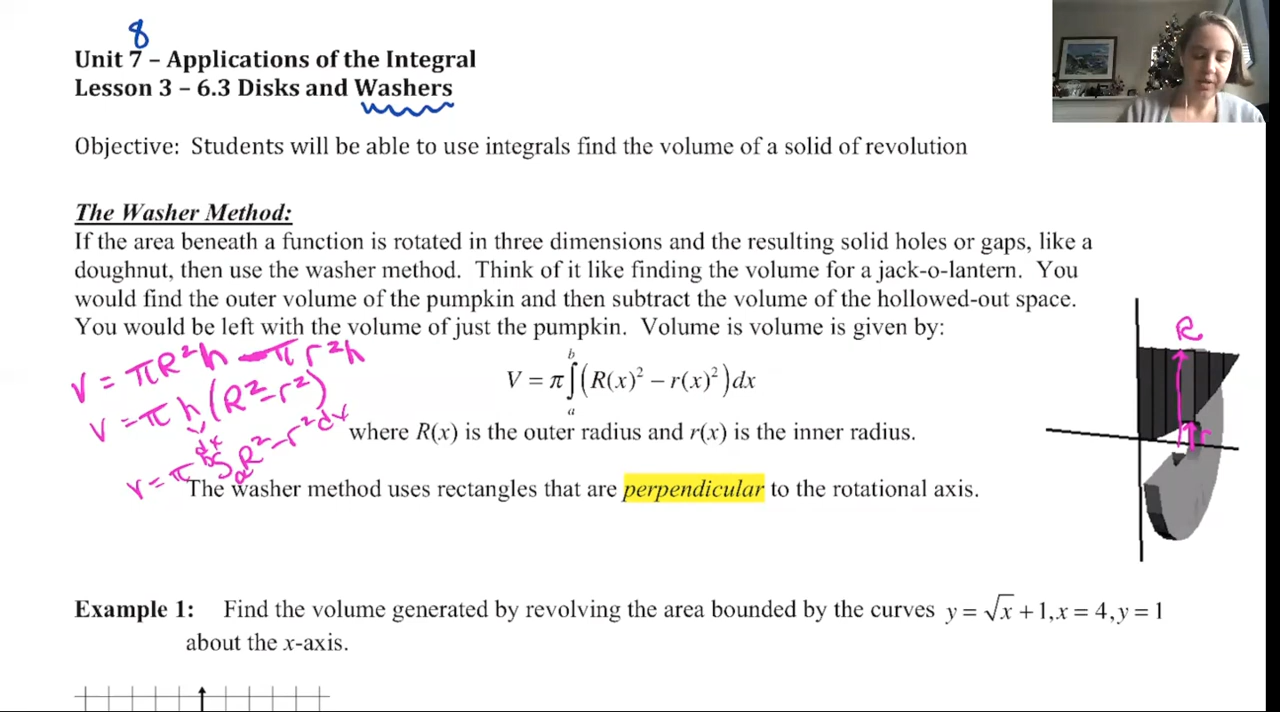 8
Unit 7 – Applications of the Integral
Lesson 3 – 6.3 Disks and Washers
Objective: Students will be able to use integrals find the volume of a solid of revolution
The Washer Method:
If the area beneath a function is rotated in three dimensions and the resulting solid holes or gaps, like a
doughnut, then use the washer method. Think of it like finding the volume for a jack-o-lantern. You
would find the outer volume of the pumpkin and then subtract the volume of the hollowed-out space.
You would be left with the volume of just the pumpkin. Volume is volume is given by:
V = πR²h - πr²h
V = πh(R²-r²)
dx
V = π ∫ₐᵇ R²-r² dx
V = π∫ₐᵇ(R(x)² − r(x)²)dx
where R(x) is the outer radius and r(x) is the inner radius.
The washer method uses rectangles that are perpendicular to the rotational axis.
R
r
Example 1: Find the volume generated by revolving the area bounded by the curves y = √x + 1, x = 4, y = 1
about the x-axis.